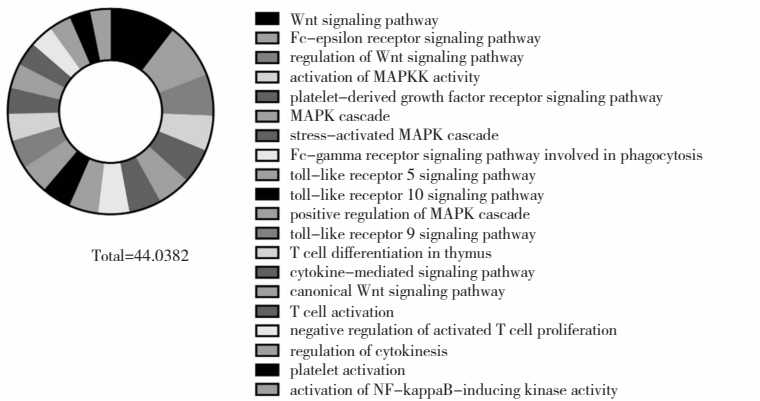 Wnt signaling pathway
Fc-epsilon receptor signaling pathway
regulation of Wnt signaling pathway
activation of MAPKK activity
platelet-derived growth factor receptor signaling pathway
MAPK cascade
stress-activated MAPK cascade
Fc-gamma receptor signaling pathway involved in phagocytosis
toll-like receptor 5 signaling pathway
toll-like receptor 10 signaling pathway
positive regulation of MAPK cascade
toll-like receptor 9 signaling pathway
T cell differentiation in thymus
cytokine-mediated signaling pathway
canonical Wnt signaling pathway
T cell activation
negative regulation of activated T cell proliferation
regulation of cytokinesis
platelet activation
activation of NF-kappaB-inducing kinase activity
Total=44.0382